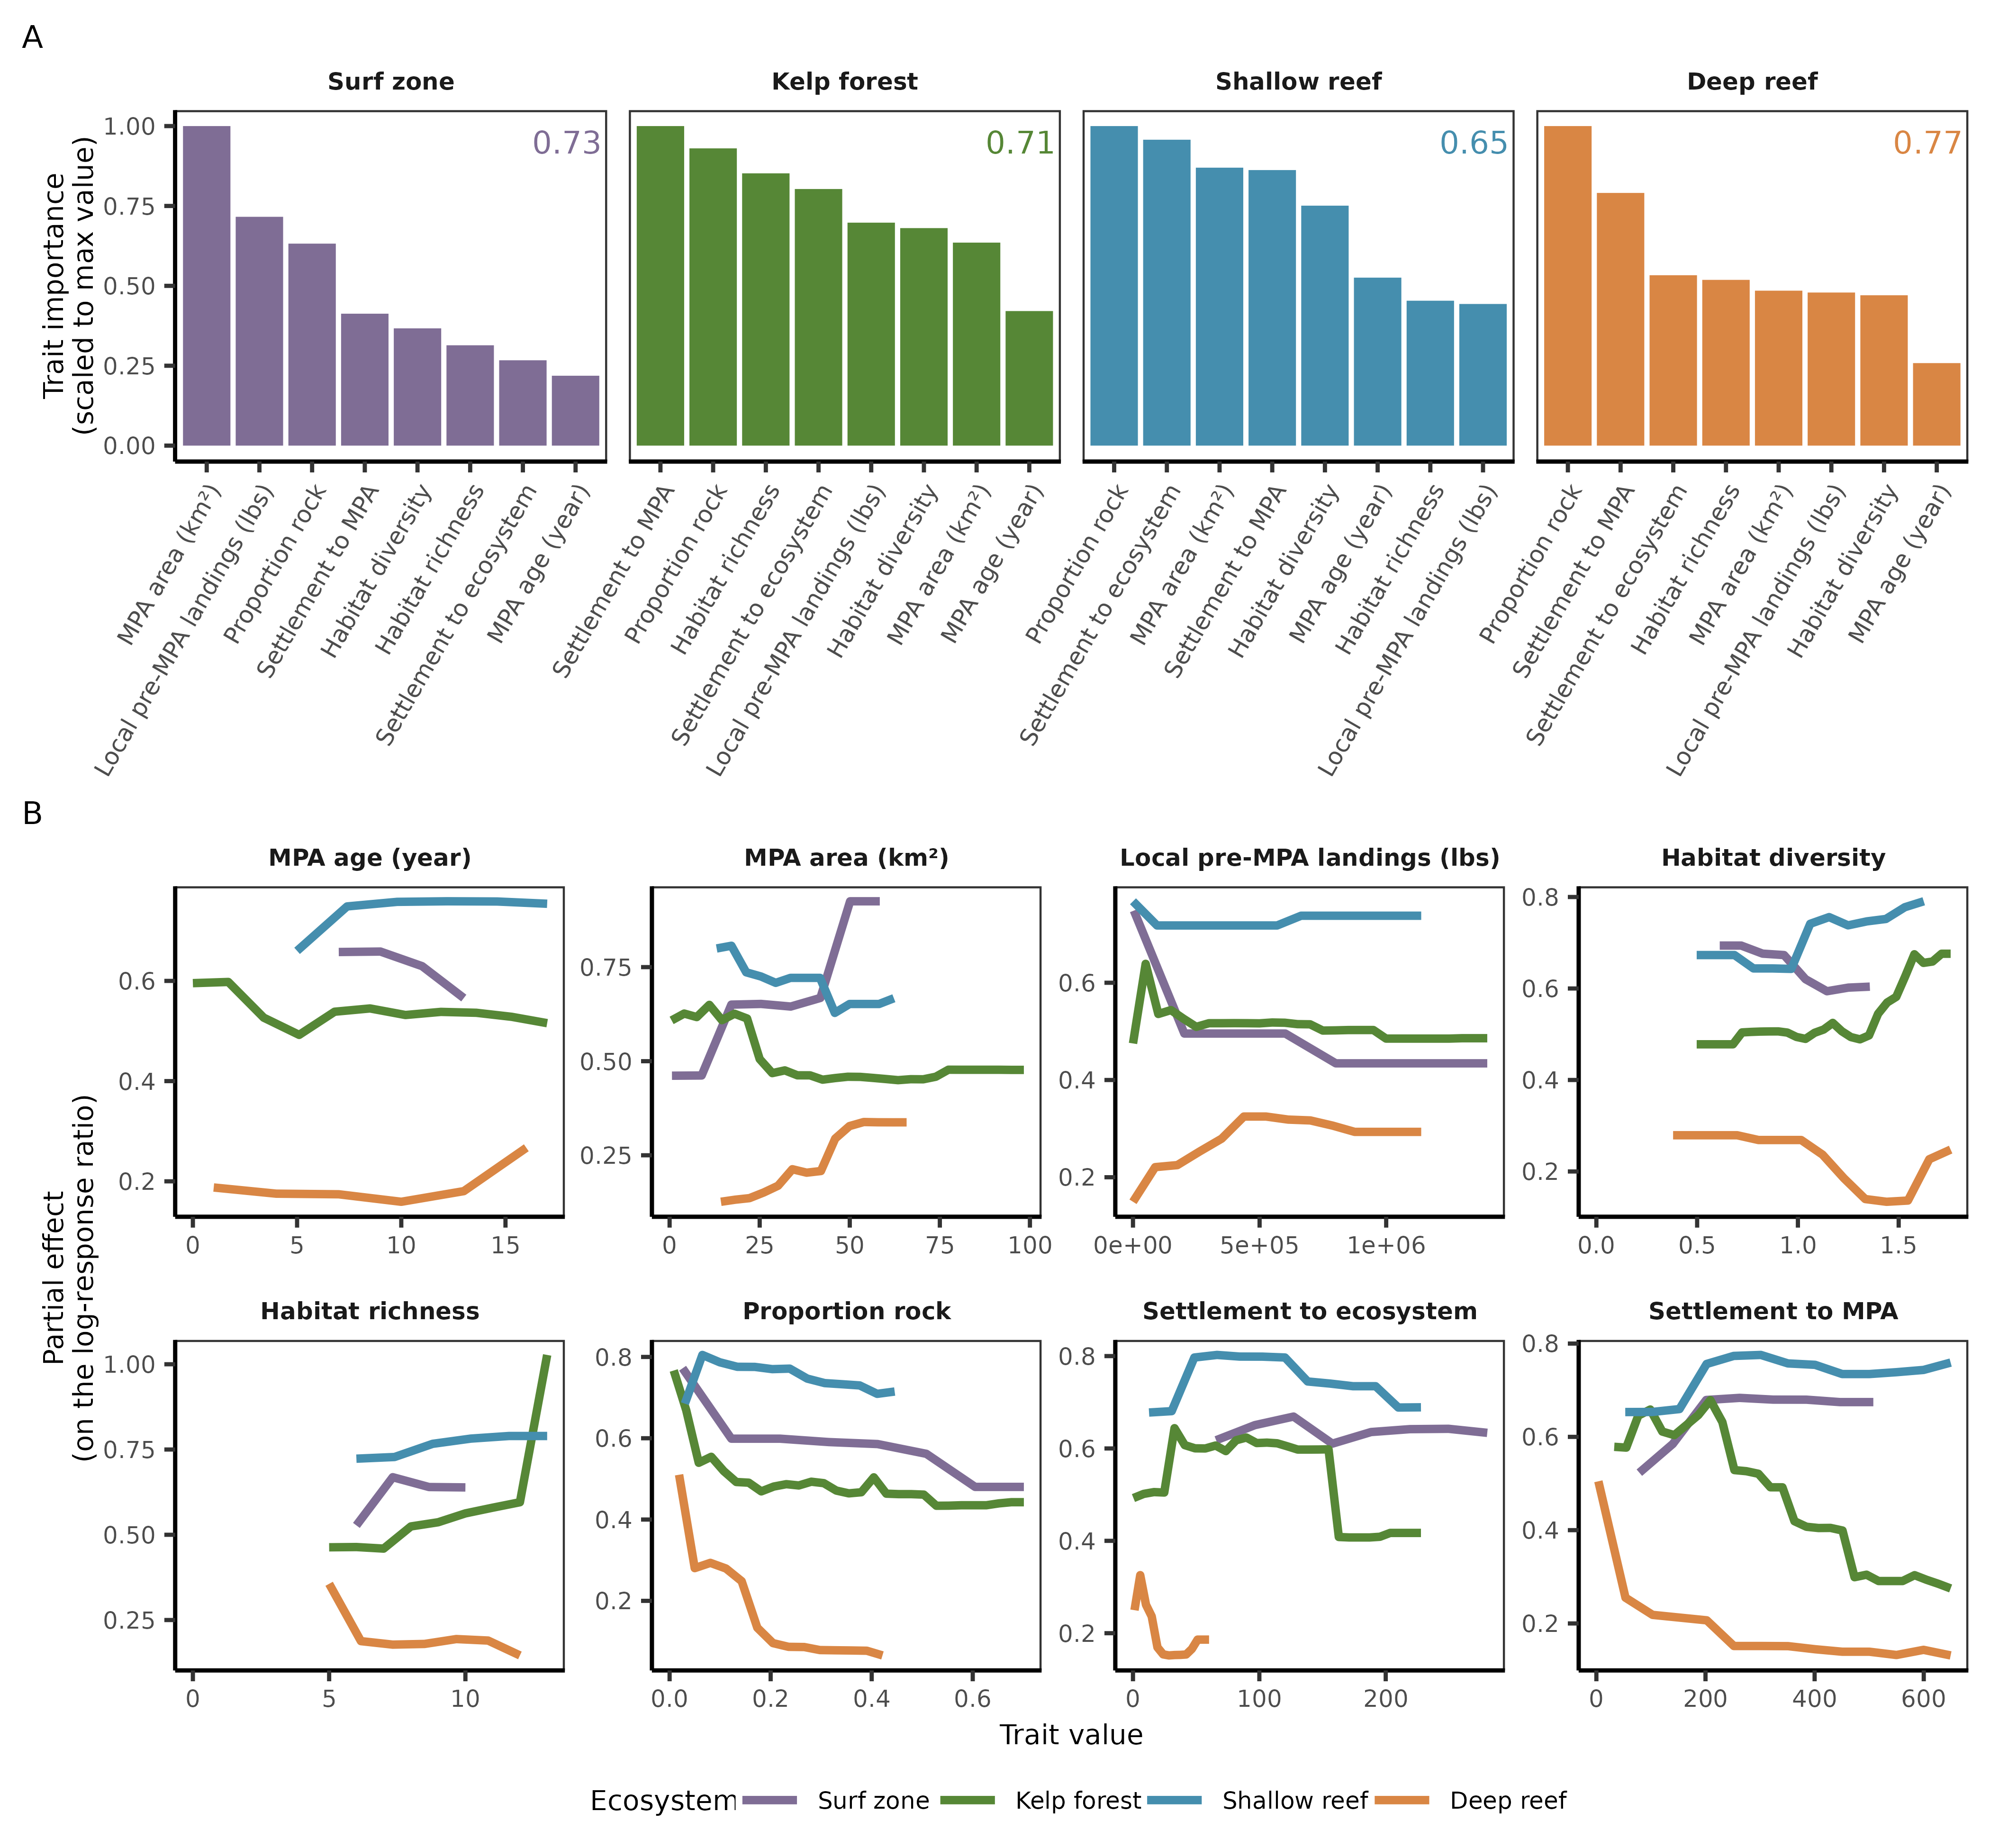 A
Surf zone
Kelp forest
Shallow reef
Deep reef
Trait importance
(scaled to max value)
1.00
0.75
0.50
0.25
0.00
0.73
0.71
0.65
0.77
MPA area (km²)
Local pre-MPA landings (lbs)
Proportion rock
Settlement to MPA
Habitat diversity
Habitat richness
Settlement to ecosystem
MPA age (year)
Settlement to MPA
Proportion rock
Habitat richness
Settlement to ecosystem
Local pre-MPA landings (lbs)
Habitat diversity
MPA area (km²)
MPA age (year)
Proportion rock
Settlement to ecosystem
MPA area (km²)
Settlement to MPA
Habitat diversity
MPA age (year)
Habitat richness
Local pre-MPA landings (lbs)
Proportion rock
Settlement to MPA
Settlement to ecosystem
Habitat richness
MPA area (km²)
Local pre-MPA landings (lbs)
Habitat diversity
MPA age (year)
B
Partial effect
(on the log-response ratio)
MPA age (year)
0.6
0.4
0.2
0 5 10 15
MPA area (km²)
0.75
0.50
0.25
0 25 50 75 100
Local pre-MPA landings (lbs)
0.6
0.4
0.2
0e+00 5e+05 1e+06
Habitat diversity
0.8
0.6
0.4
0.2
0.0 0.5 1.0 1.5
Habitat richness
1.00
0.75
0.50
0.25
0 5 10
Proportion rock
0.8
0.6
0.4
0.2
0.0 0.2 0.4 0.6
Settlement to ecosystem
0.8
0.6
0.4
0.2
0 100 200
Settlement to MPA
0.8
0.6
0.4
0.2
0 200 400 600
Trait value
Ecosystem Surf zone Kelp forest Shallow reef Deep reef